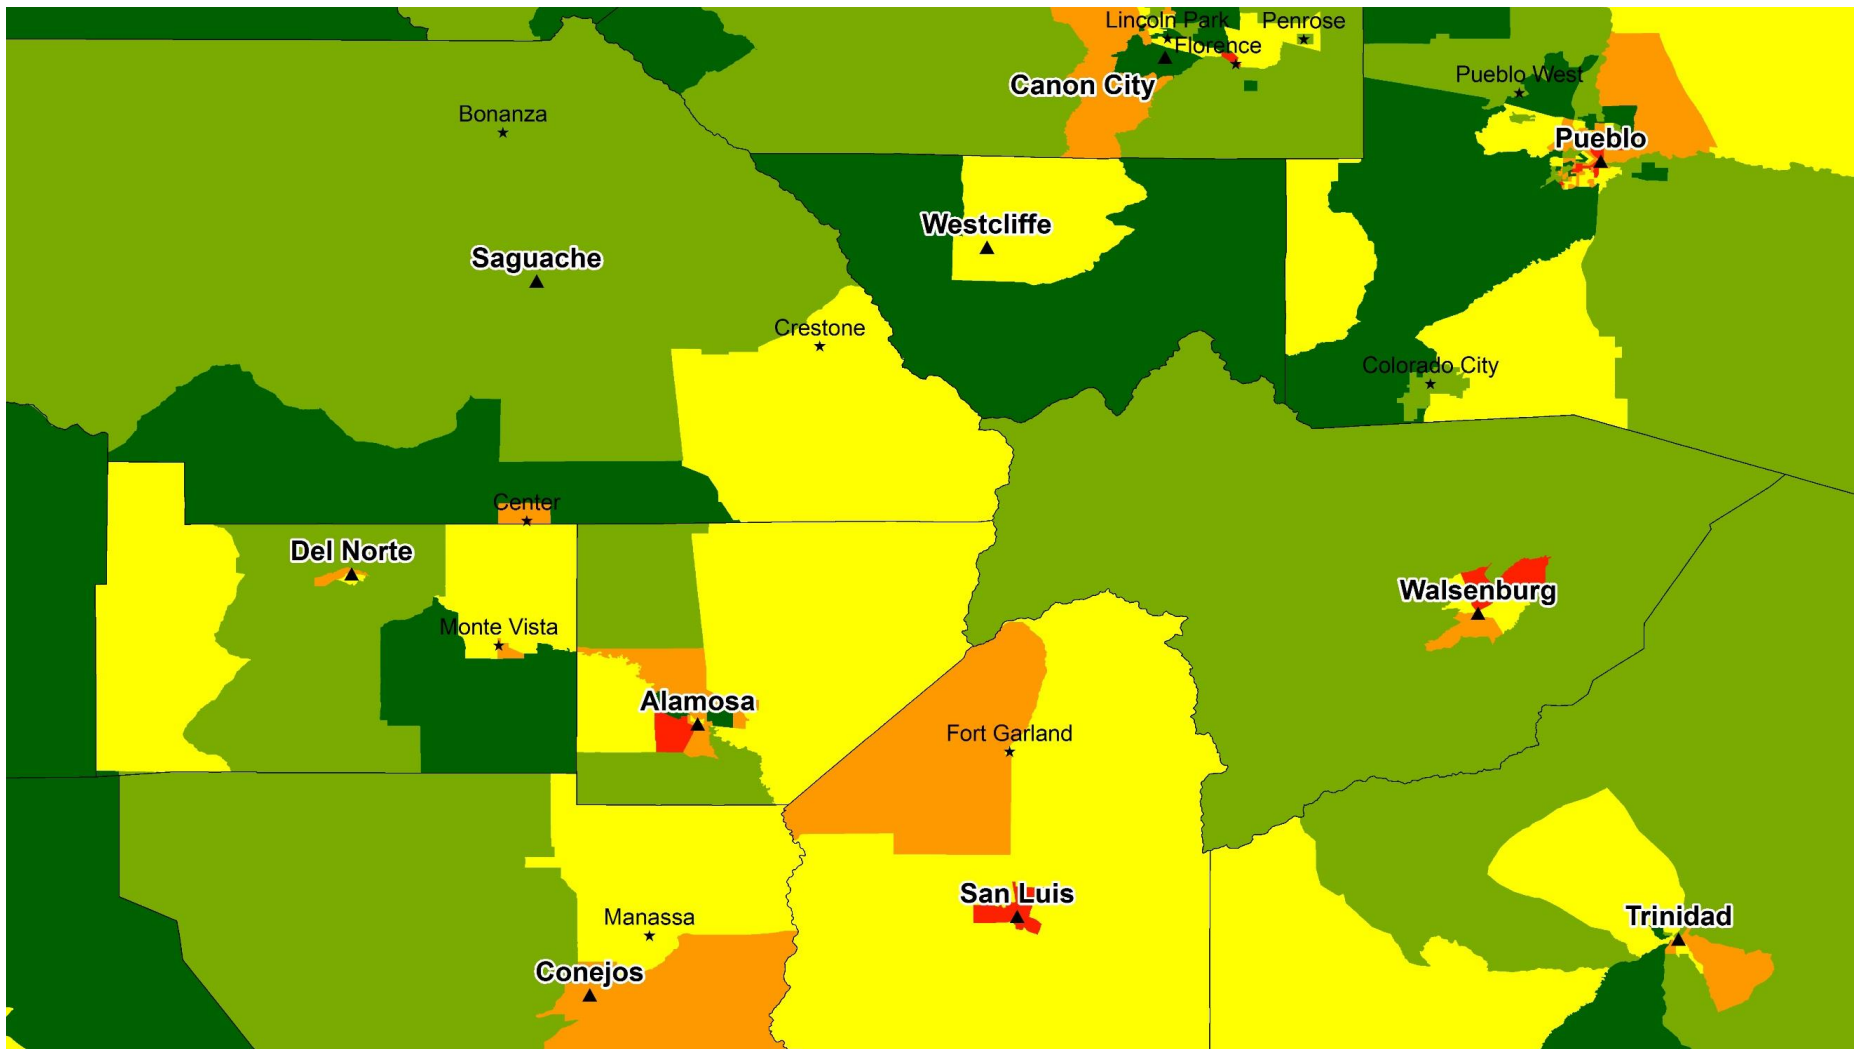 Lincoln Park
Penrose
Florence
Canon City
Pueblo West
Bonanza
Pueblo
Westcliffe
Saguache
Crestone
Colorado City
Center
Del Norte
Walsenburg
Monte Vista
Alamosa
Fort Garland
San Luis
Manassa
Trinidad
Conejos